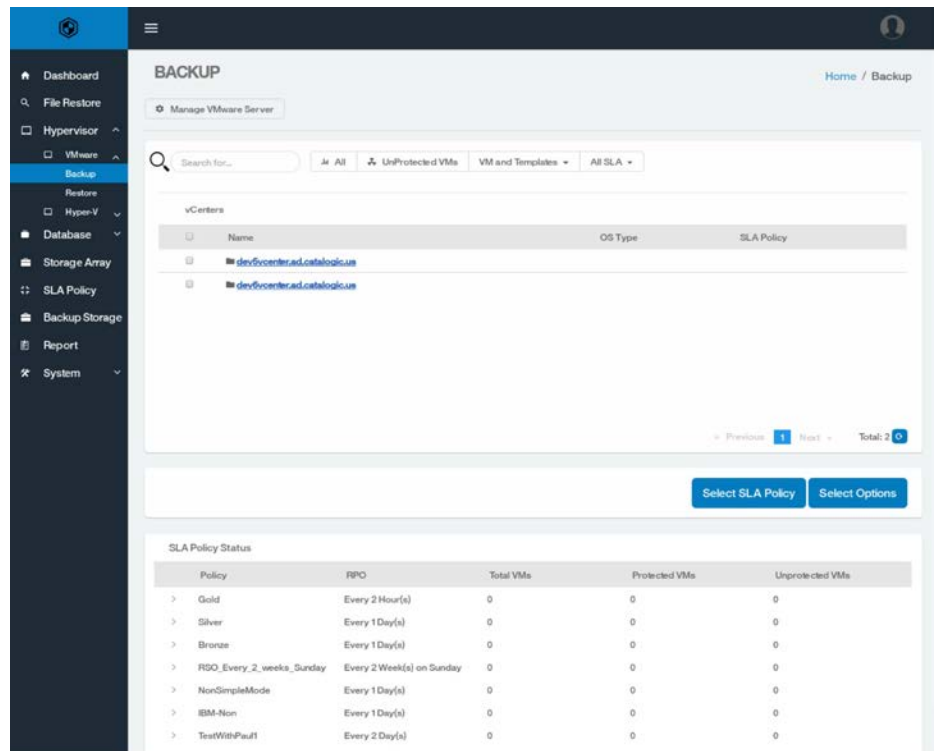 BACKUP
Home / Backup
Manage VMware Server
Dashboard
File Restore
Hypervisor
VMware
Backup
Restore
Hyper-V
Database
Storage Array
SLA Policy
Backup Storage
Report
System
Search for...
All
UnProtected VMs
VM and Templates
All SLA
vCenters
Name OS Type SLA Policy
dev5vcenter.ad.catalogic.us
dev6vcenter.ad.catalogic.us
« Previous 1 Next » Total: 2
Select SLA Policy Select Options
SLA Policy Status
Policy RPO Total VMs Protected VMs Unprotected VMs
> Gold Every 2 Hour(s) 0 0 0
> Silver Every 1 Day(s) 0 0 0
> Bronze Every 1 Day(s) 0 0 0
> RSO_Every_2_weeks_Sunday Every 2 Week(s) on Sunday 0 0 0
> NonSimpleMode Every 1 Day(s) 0 0 0
> IBM-Non Every 1 Day(s) 0 0 0
> TestWithPaul1 Every 2 Day(s) 0 0 0